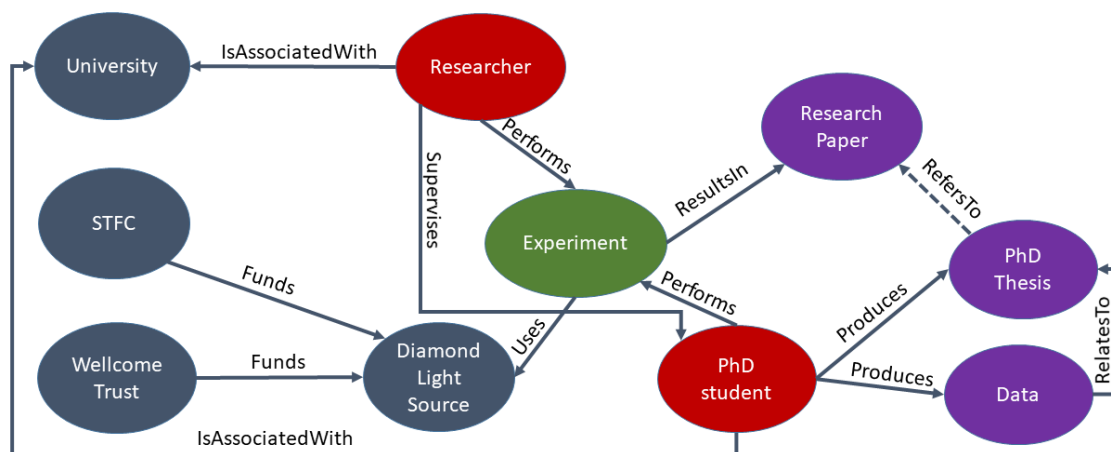 University
IsAssociatedWith
Researcher
Performs
Supervises
Research
Paper
ResultsIn
RefersTo
STFC
Experiment
PhD
Thesis
Funds
Performs
Produces
Uses
RelatesTo
Wellcome
Trust
Funds
Diamond
Light
Source
PhD
student
Produces
Data
IsAssociatedWith